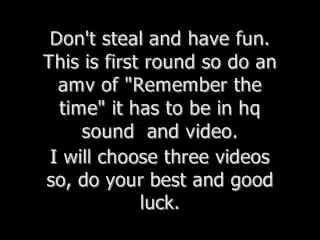 Don't steal and have fun.
This is first round so do an
amv of "Remember the
time" it has to be in hq
sound and video.
I will choose three videos
so, do your best and good
luck.